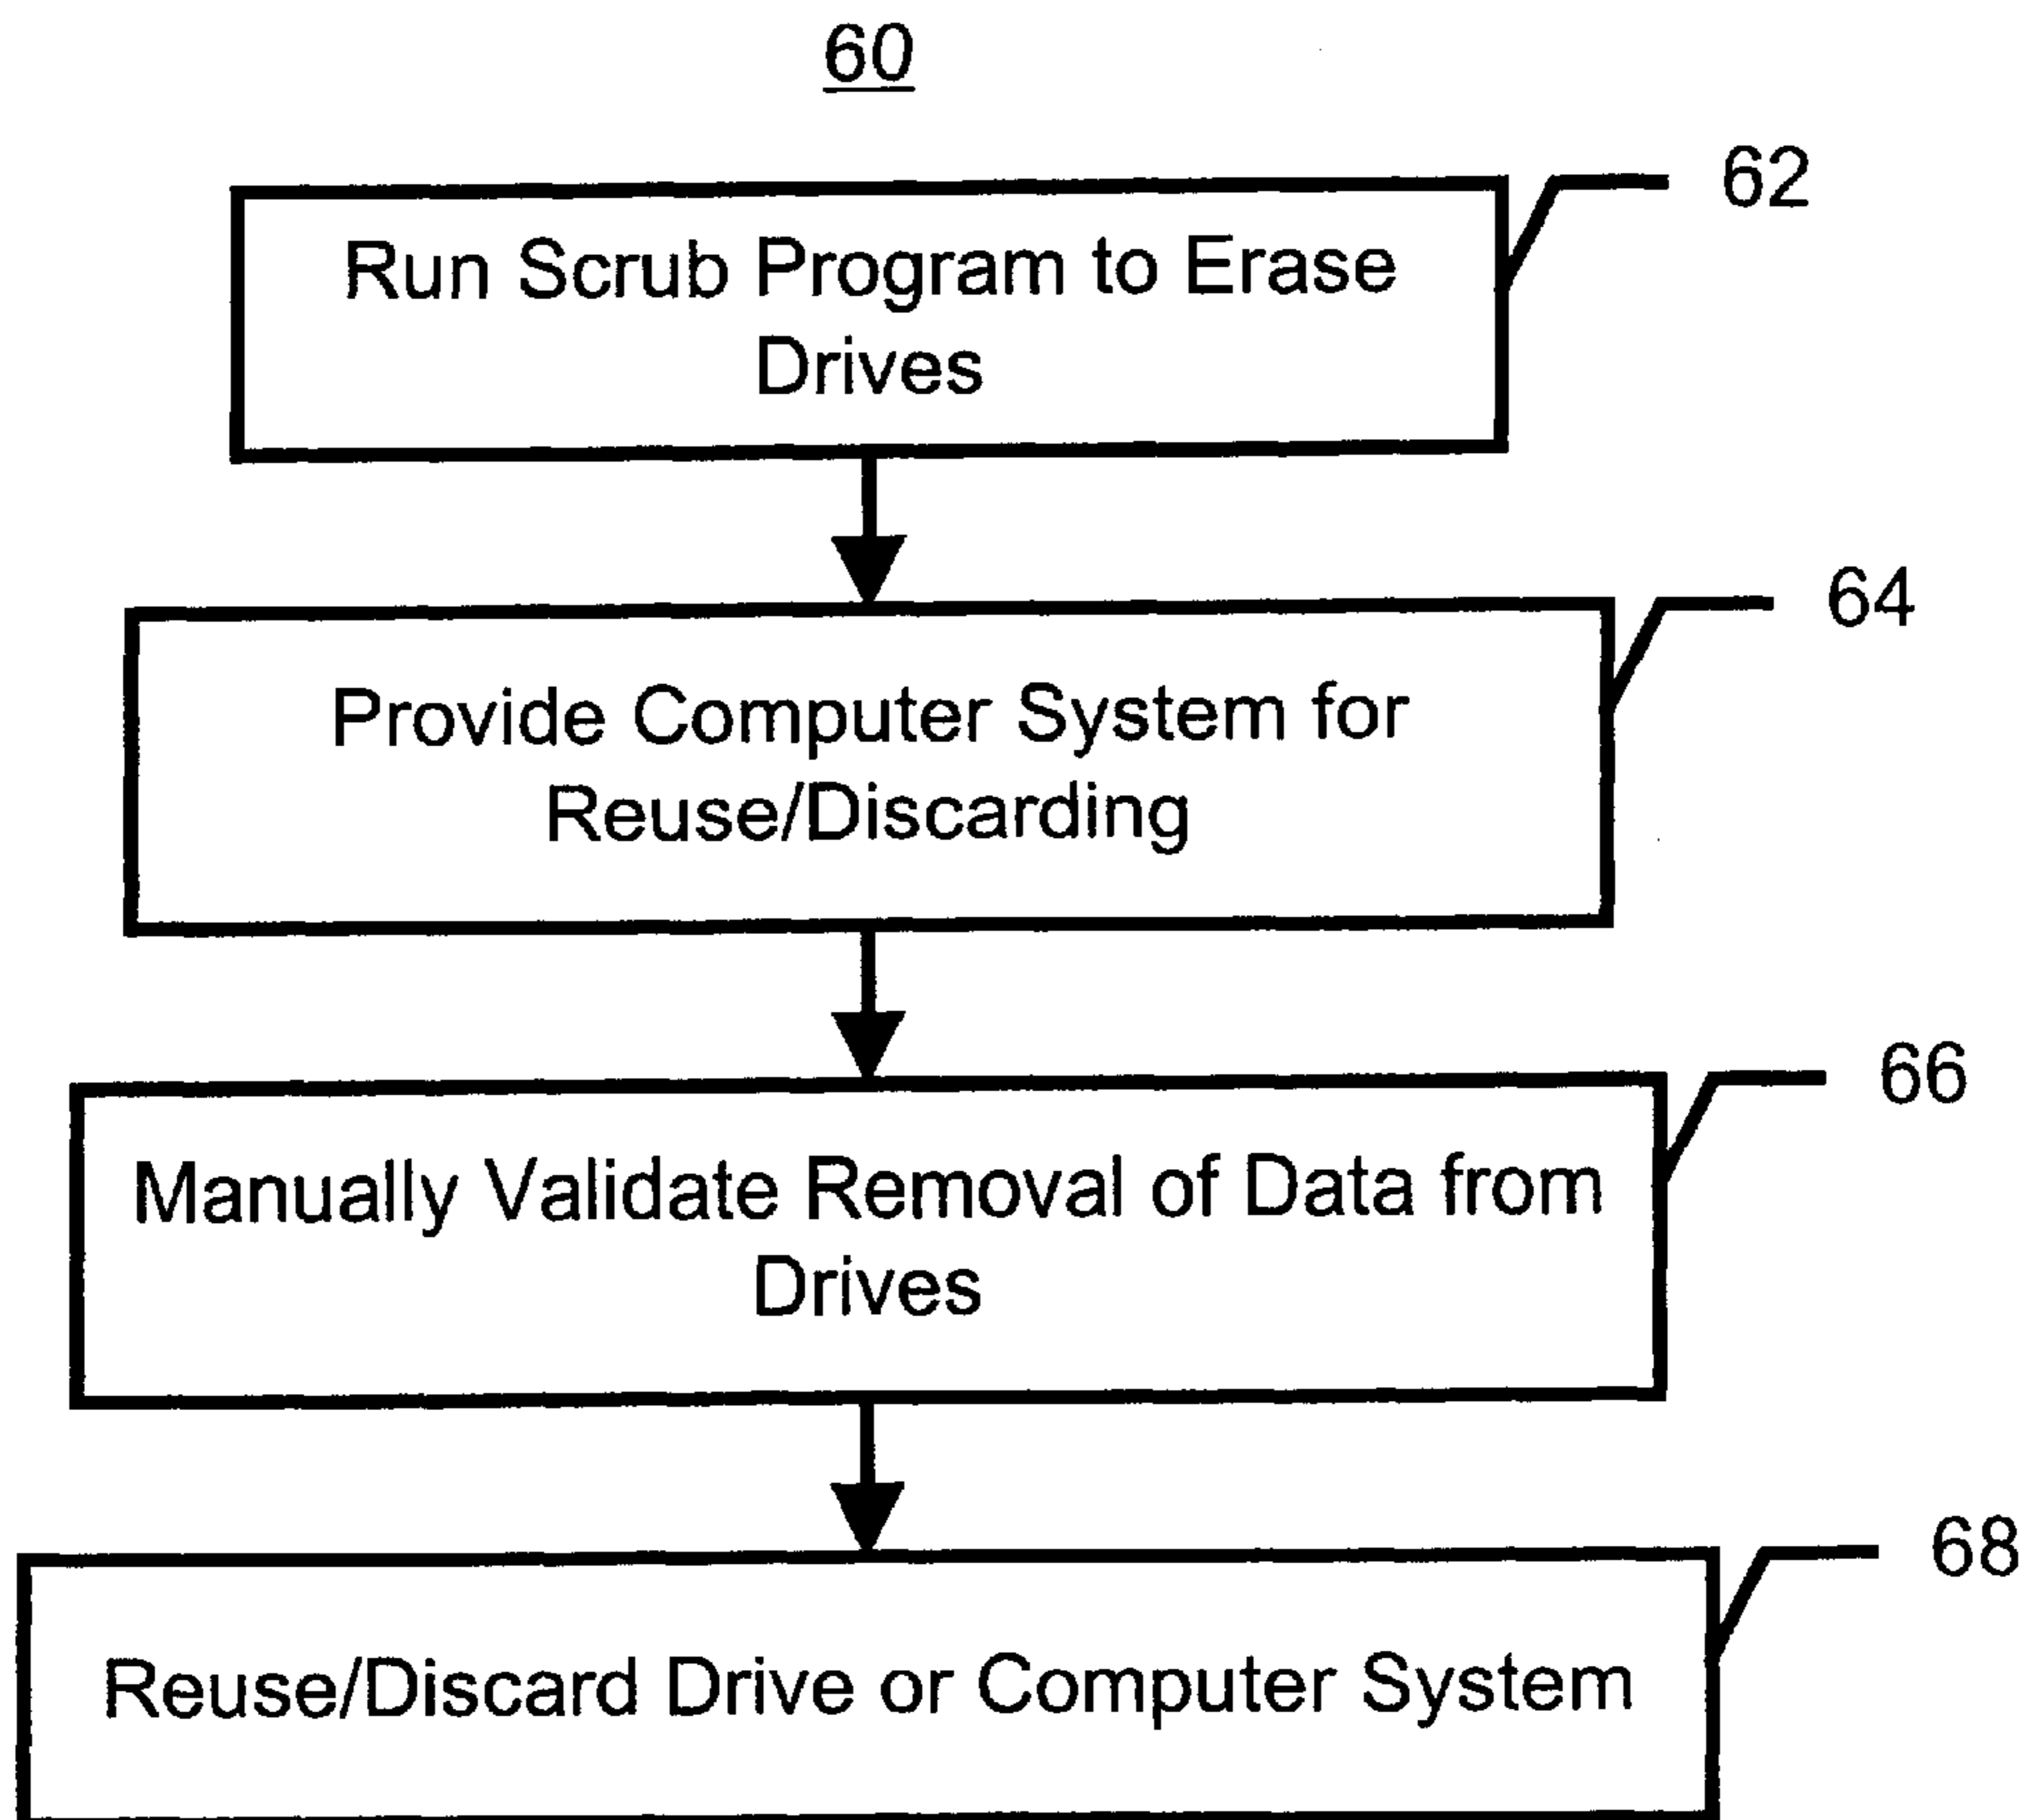 60
62
Run Scrub Program to Erase
Drives
64
Provide Computer System for
Reuse/Discarding
66
Manually Validate Removal of Data from
Drives
68
Reuse/Discard Drive or Computer System